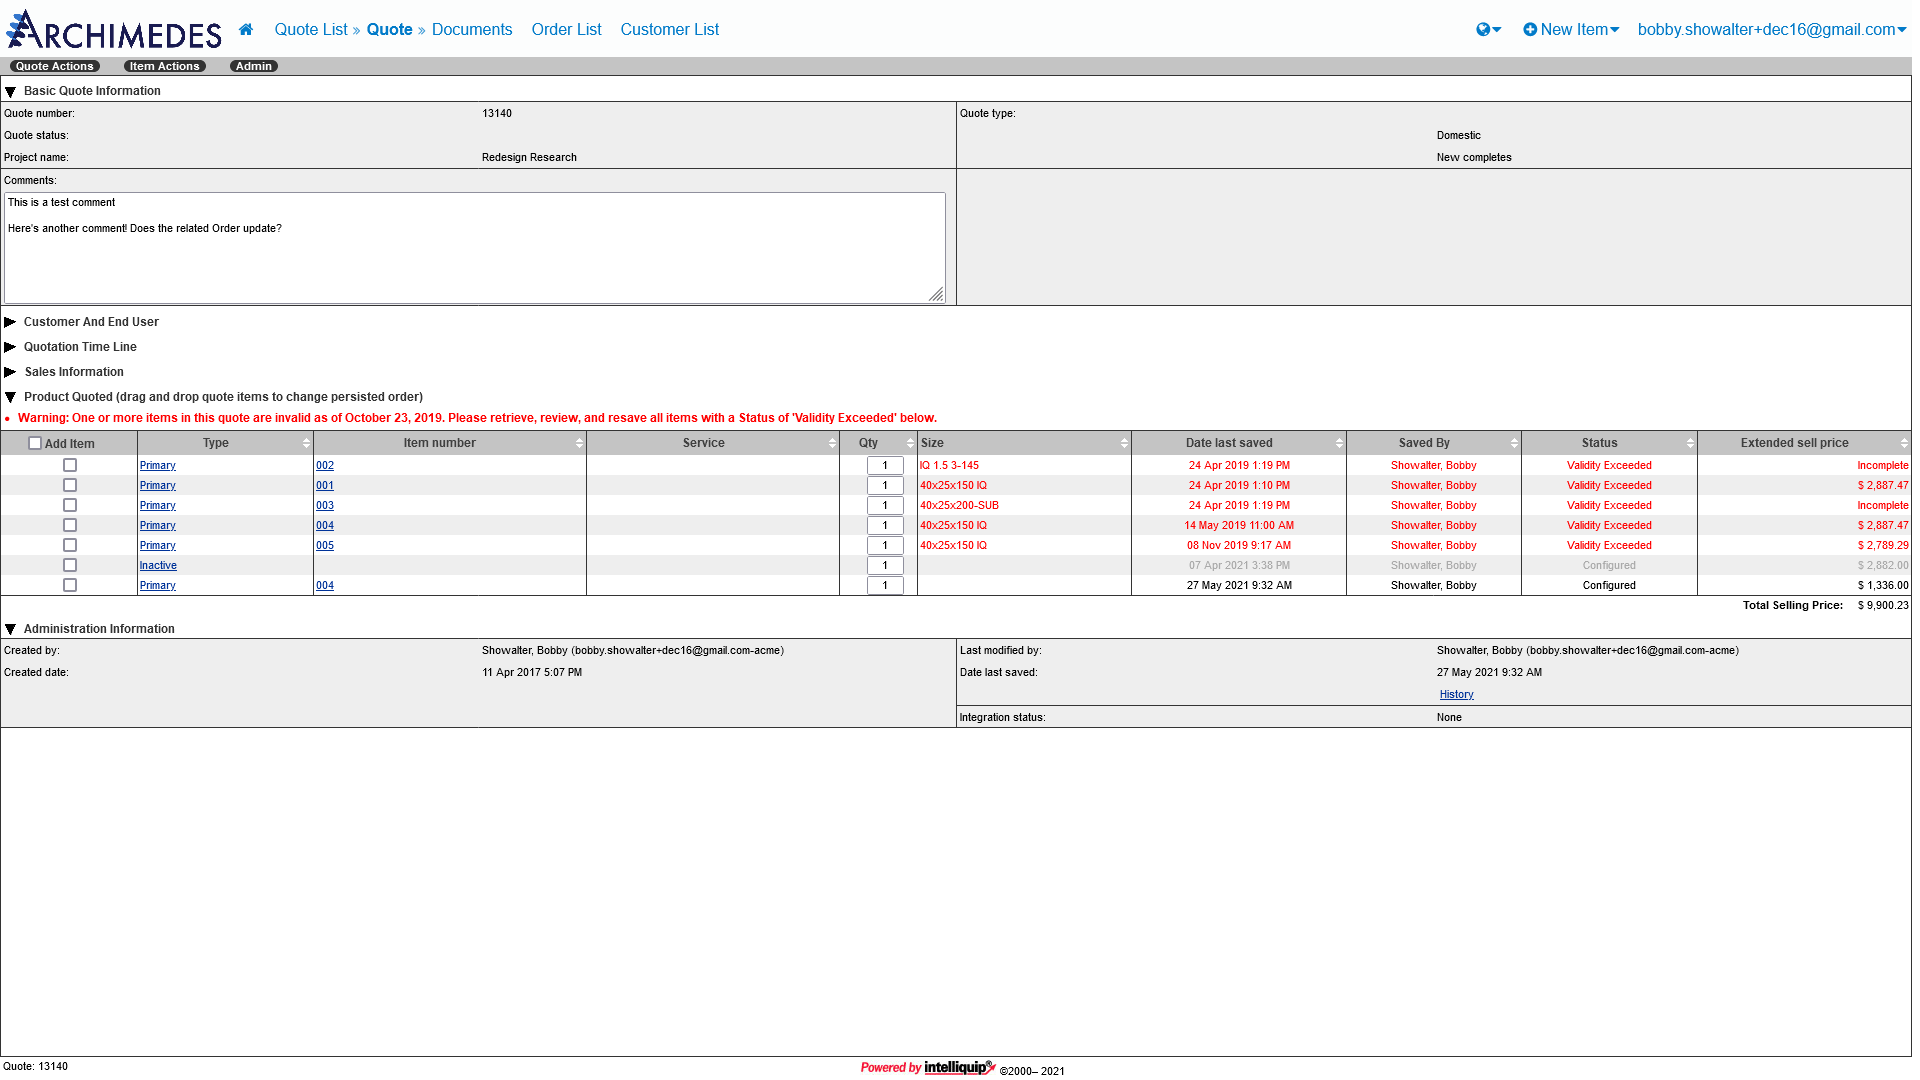 ARCHIMEDES Quote List » Quote » Documents Order List Customer List New Item bobby.showalter+dec16@gmail.com
Quote Actions Item Actions Admin
Basic Quote Information
Quote number: 13140 Quote type:
Quote status: Domestic
Project name: Redesign Research New completes
Comments:
This is a test comment
Here's another comment! Does the related Order update?
Customer And End User
Quotation Time Line
Sales Information
Product Quoted (drag and drop quote items to change persisted order)
• Warning: One or more items in this quote are invalid as of October 23, 2019. Please retrieve, review, and resave all items with a Status of 'Validity Exceeded' below.
Add Item Type Item number Service Qty Size Date last saved Saved By Status Extended sell price
Primary 002 1 IQ 1.5 3-145 24 Apr 2019 1:19 PM Showalter, Bobby Validity Exceeded Incomplete
Primary 001 1 40x25x150 IQ 24 Apr 2019 1:10 PM Showalter, Bobby Validity Exceeded $ 2,887.47
Primary 003 1 40x25x200-SUB 24 Apr 2019 1:19 PM Showalter, Bobby Validity Exceeded Incomplete
Primary 004 1 40x25x150 IQ 14 May 2019 11:00 AM Showalter, Bobby Validity Exceeded $ 2,887.47
Primary 005 1 40x25x150 IQ 08 Nov 2019 9:17 AM Showalter, Bobby Validity Exceeded $ 2,789.29
Inactive 1 07 Apr 2021 3:38 PM Showalter, Bobby Configured $ 2,882.00
Primary 004 1 27 May 2021 9:32 AM Showalter, Bobby Configured $ 1,336.00
Total Selling Price: $ 9,900.23
Administration Information
Created by: Showalter, Bobby (bobby.showalter+dec16@gmail.com-acme) Last modified by: Showalter, Bobby (bobby.showalter+dec16@gmail.com-acme)
Created date: 11 Apr 2017 5:07 PM Date last saved: 27 May 2021 9:32 AM
History
Integration status: None
Quote: 13140 Powered by intelliquip® ©2000– 2021